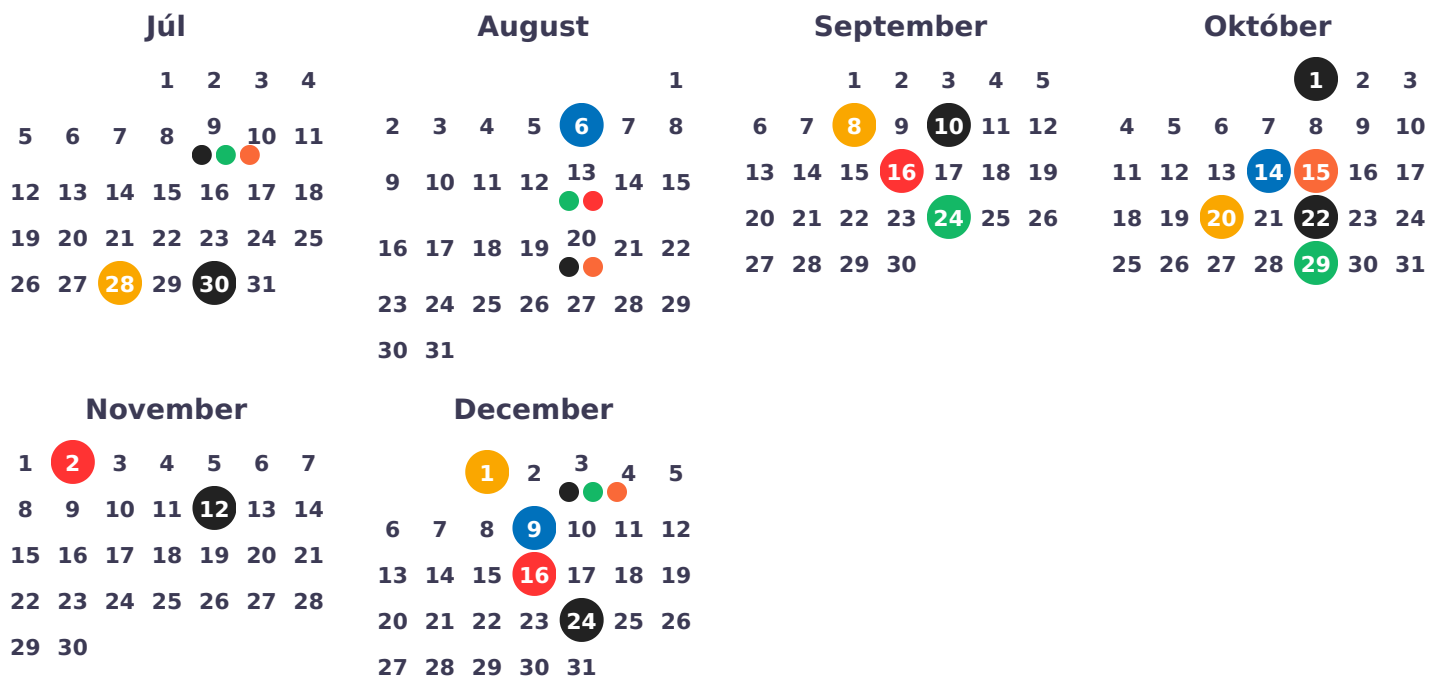 Júl
1 2 3 4
5 6 7 8 9 10 11
12 13 14 15 16 17 18
19 20 21 22 23 24 25
26 27 28 29 30 31
August
1
2 3 4 5 6 7 8
9 10 11 12 13 14 15
16 17 18 19 20 21 22
23 24 25 26 27 28 29
30 31
September
1 2 3 4 5
6 7 8 9 10 11 12
13 14 15 16 17 18 19
20 21 22 23 24 25 26
27 28 29 30
Október
1 2 3
4 5 6 7 8 9 10
11 12 13 14 15 16 17
18 19 20 21 22 23 24
25 26 27 28 29 30 31
November
1 2 3 4 5 6 7
8 9 10 11 12 13 14
15 16 17 18 19 20 21
22 23 24 25 26 27 28
29 30
December
1 2 3 4 5
6 7 8 9 10 11 12
13 14 15 16 17 18 19
20 21 22 23 24 25 26
27 28 29 30 31